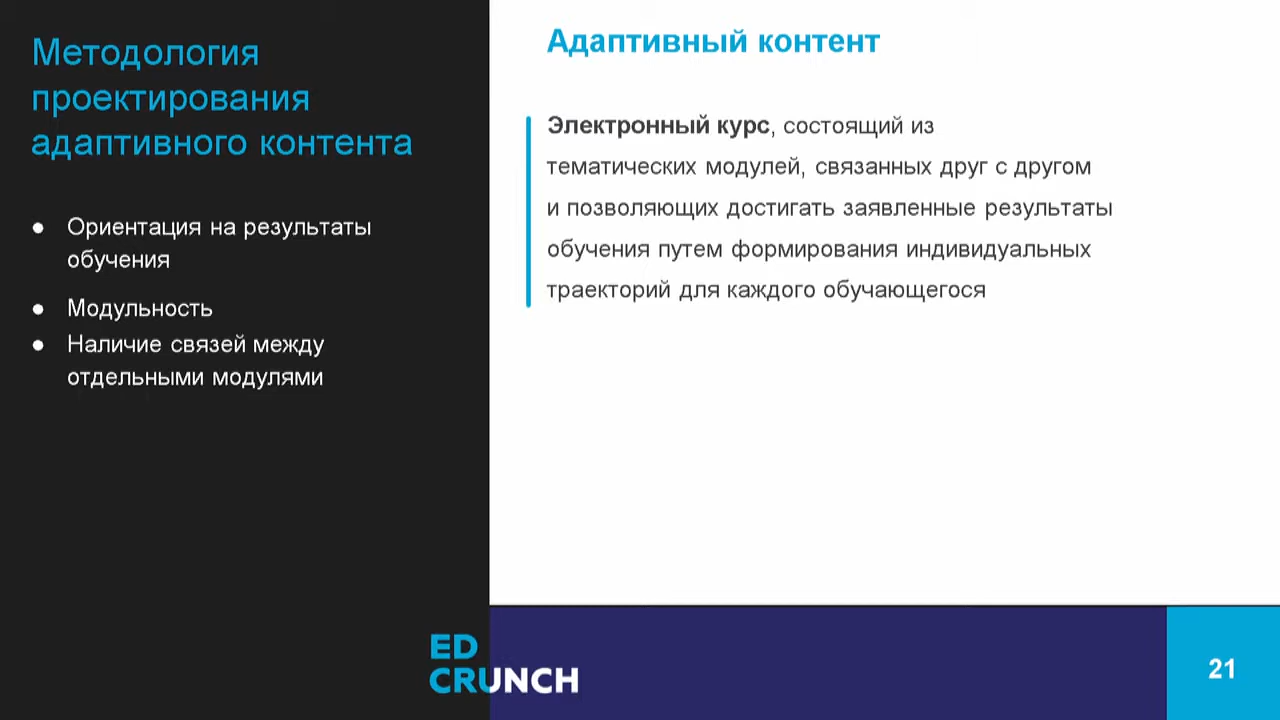 Методология
проектирования
адаптивного контента
● Ориентация на результаты
обучения
● Модульность
● Наличие связей между
отдельными модулями
Адаптивный контент
Электронный курс, состоящий из
тематических модулей, связанных друг с другом
и позволяющих достигать заявленные результаты
обучения путем формирования индивидуальных
траекторий для каждого обучающегося
ED
CRUNCH
21